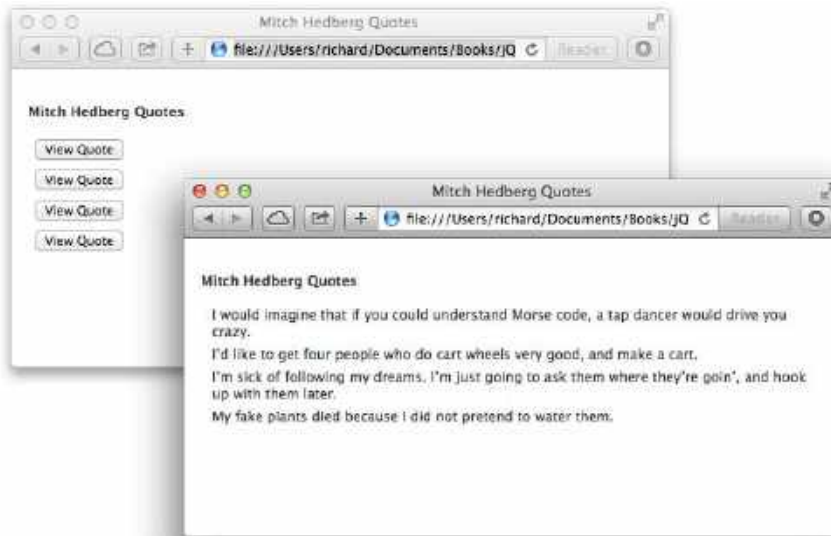 Mitch Hedberg Quotes
file:///Users/richard/Documents/Books/jQ
Reader
Mitch Hedberg Quotes
View Quote
View Quote
View Quote
View Quote
Mitch Hedberg Quotes
file:///Users/richard/Documents/Books/jQ
Reader
Mitch Hedberg Quotes
I would imagine that if you could understand Morse code, a tap dancer would drive you
crazy.
I'd like to get four people who do cart wheels very good, and make a cart.
I'm sick of following my dreams. I'm just going to ask them where they're goin', and hook
up with them later.
My fake plants died because I did not pretend to water them.